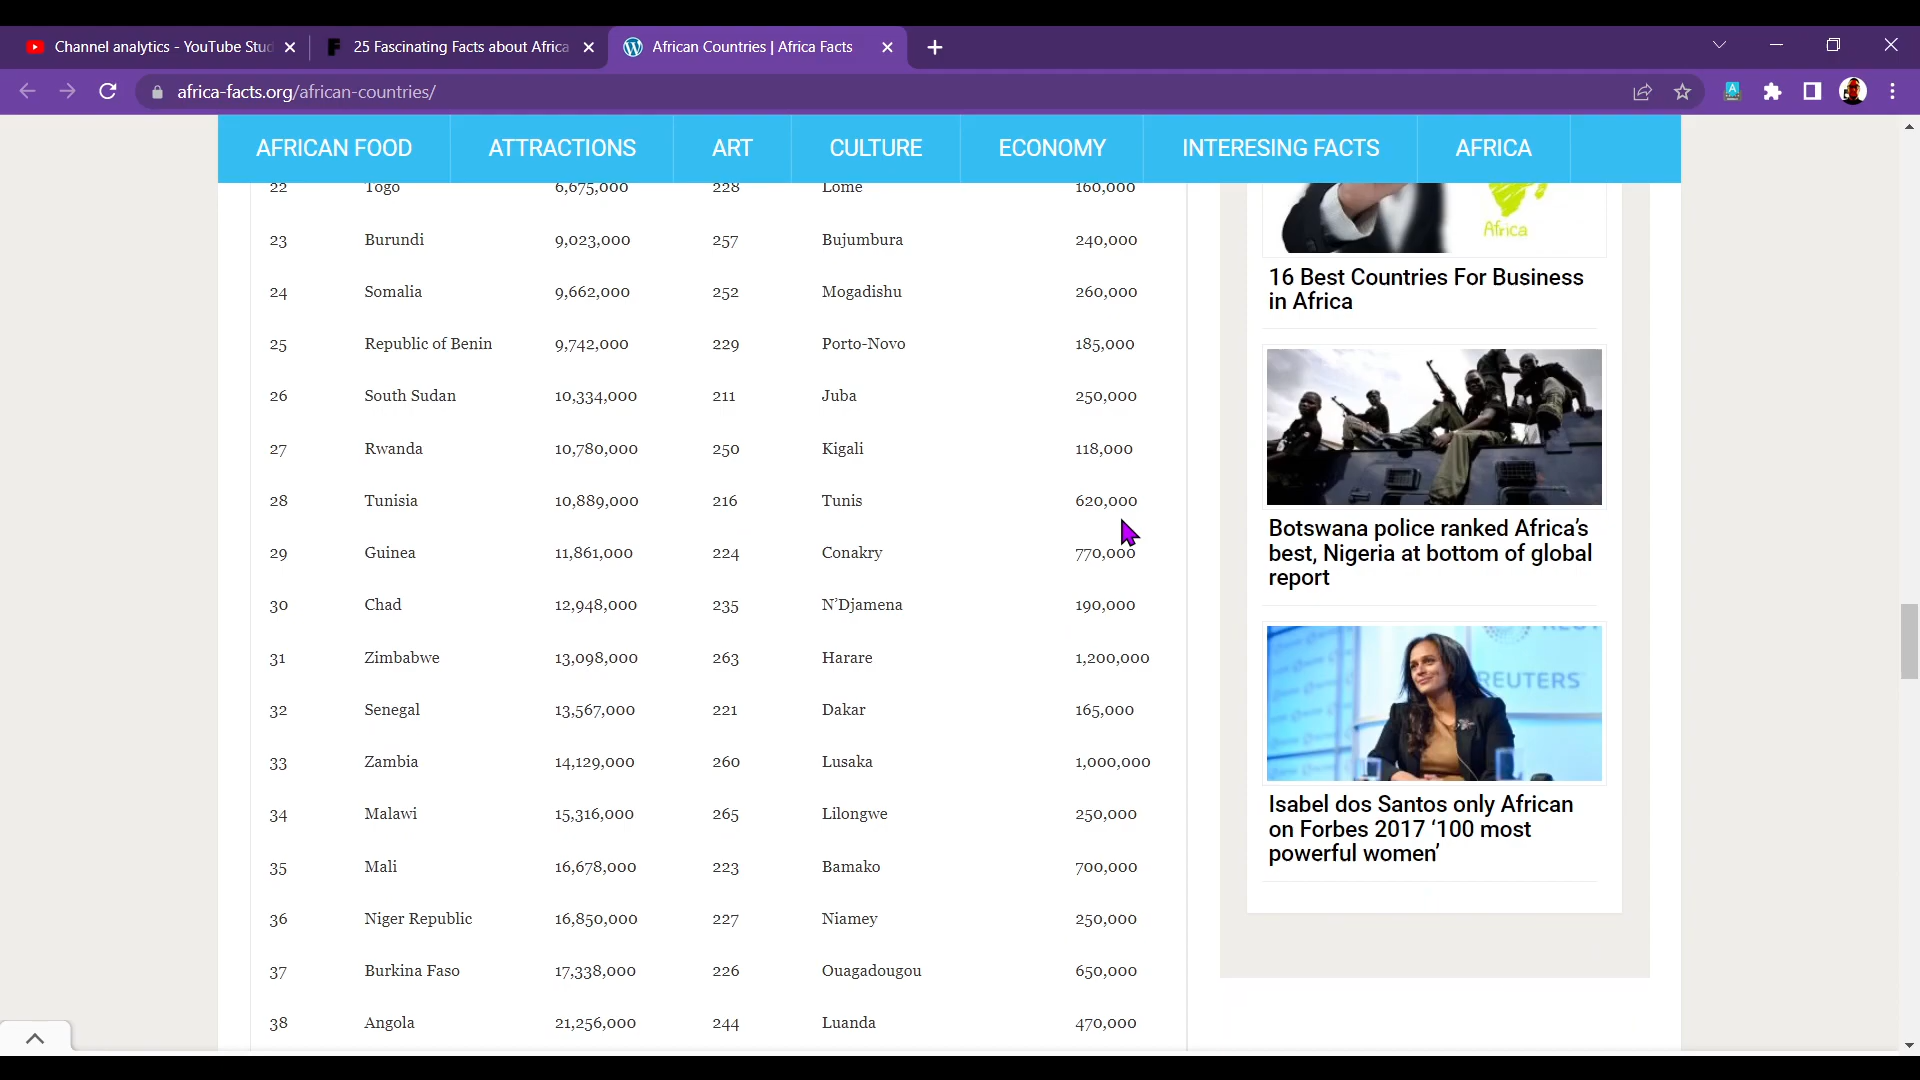 Channel analytics - YouTube Stud
25 Fascinating Facts about Africa
African Countries | Africa Facts
africa-facts.org/african-countries/
AFRICAN FOOD ATTRACTIONS ART CULTURE ECONOMY INTERESING FACTS AFRICA
22 Togo 6,675,000 228 Lome 160,000
23 Burundi 9,023,000 257 Bujumbura 240,000
24 Somalia 9,662,000 252 Mogadishu 260,000
25 Republic of Benin 9,742,000 229 Porto-Novo 185,000
26 South Sudan 10,334,000 211 Juba 250,000
27 Rwanda 10,780,000 250 Kigali 118,000
28 Tunisia 10,889,000 216 Tunis 620,000
29 Guinea 11,861,000 224 Conakry 770,000
30 Chad 12,948,000 235 N’Djamena 190,000
31 Zimbabwe 13,098,000 263 Harare 1,200,000
32 Senegal 13,567,000 221 Dakar 165,000
33 Zambia 14,129,000 260 Lusaka 1,000,000
34 Malawi 15,316,000 265 Lilongwe 250,000
35 Mali 16,678,000 223 Bamako 700,000
36 Niger Republic 16,850,000 227 Niamey 250,000
37 Burkina Faso 17,338,000 226 Ouagadougou 650,000
38 Angola 21,256,000 244 Luanda 470,000
Africa
16 Best Countries For Business
in Africa
Botswana police ranked Africa’s
best, Nigeria at bottom of global
report
REUTERS
Isabel dos Santos only African
on Forbes 2017 ‘100 most
powerful women’